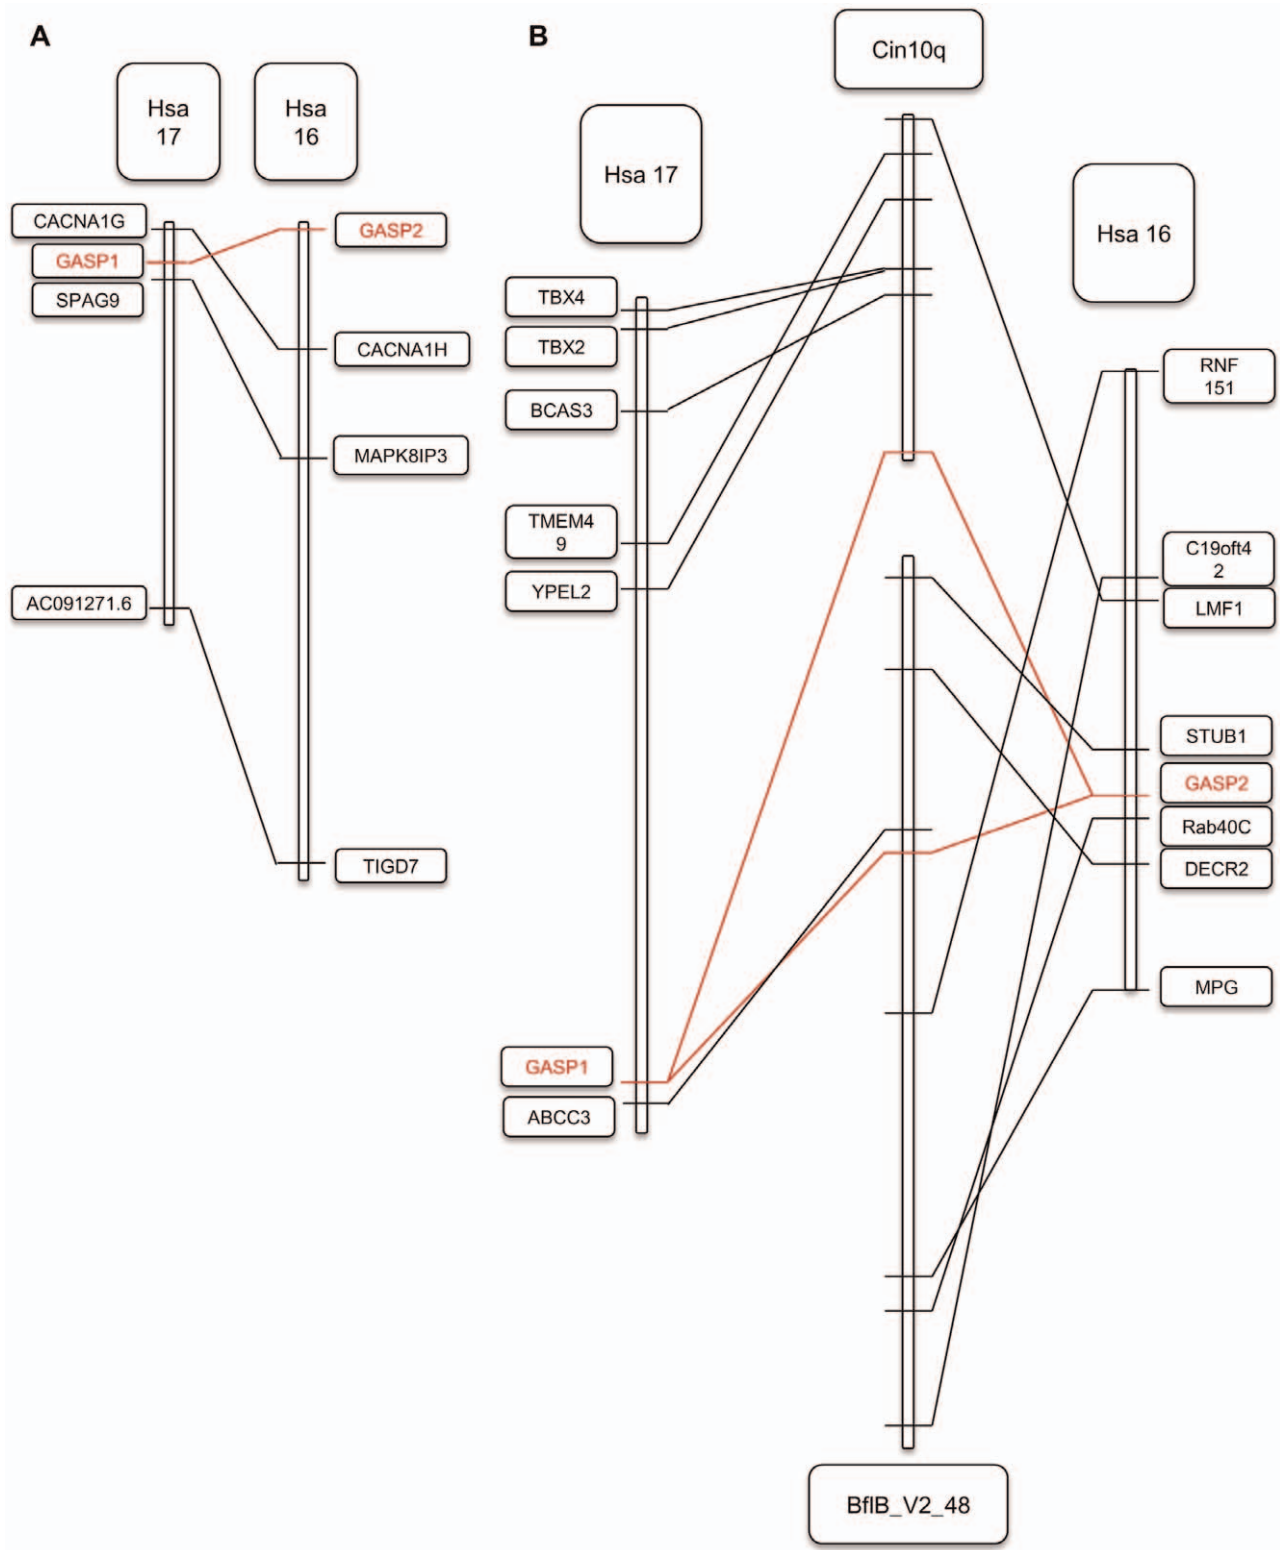 A
Hsa
17
Hsa
16
CACNA1G
GASP1
SPAG9
AC091271.6
GASP2
CACNA1H
MAPK8IP3
TIGD7
B
Cin10q
Hsa 17
Hsa 16
TBX4
TBX2
BCAS3
TMEM4
9
YPEL2
GASP1
ABCC3
RNF
151
C19oft4
2
LMF1
STUB1
GASP2
Rab40C
DECR2
MPG
BflB_V2_48